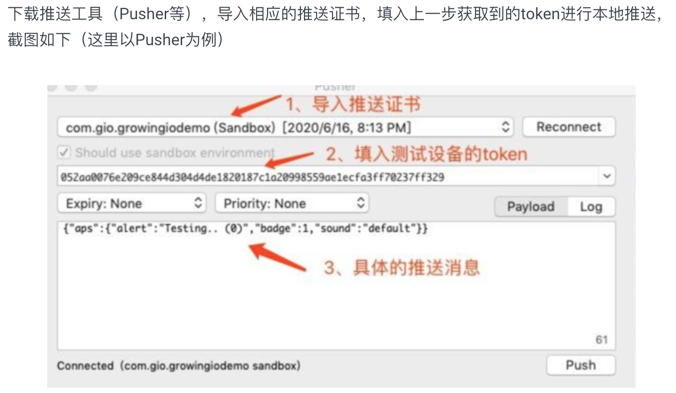 下载推送工具（Pusher等），导入相应的推送证书，填入上一步获取到的token进行本地推送，
截图如下（这里以Pusher为例）
Pusher
1、导入推送证书
com.gio.growingiodemo (Sandbox) [2020/6/16, 8:13 PM]
Reconnect
Should use sandbox environment
2、填入测试设备的token
052aa0076e209ce844d304d4de1820187c1a20998559ae1ecfa3ff70237ff329
Expiry: None
Priority: None
Payload
Log
{"aps":{"alert":"Testing.. (0)","badge":1,"sound":"default"}}
3、具体的推送消息
61
Connected (com.gio.growingiodemo sandbox)
Push